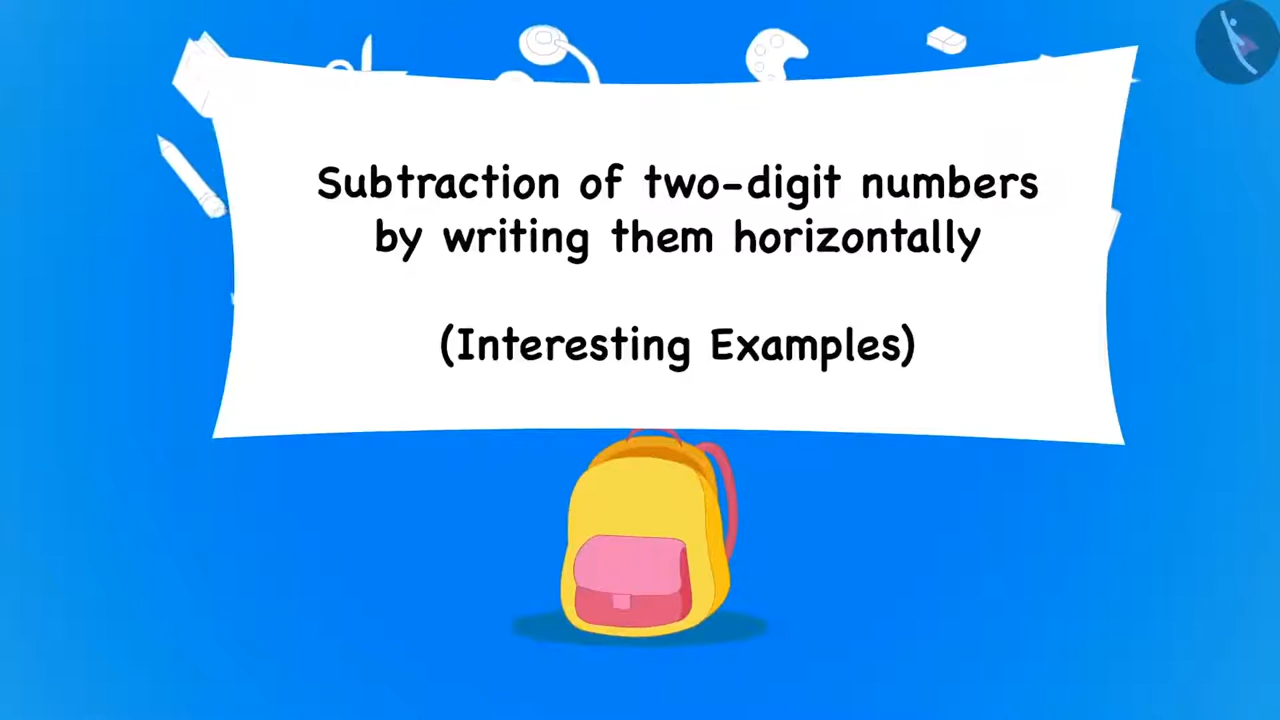 Subtraction of two-digit numbers
by writing them horizontally
(Interesting Examples)